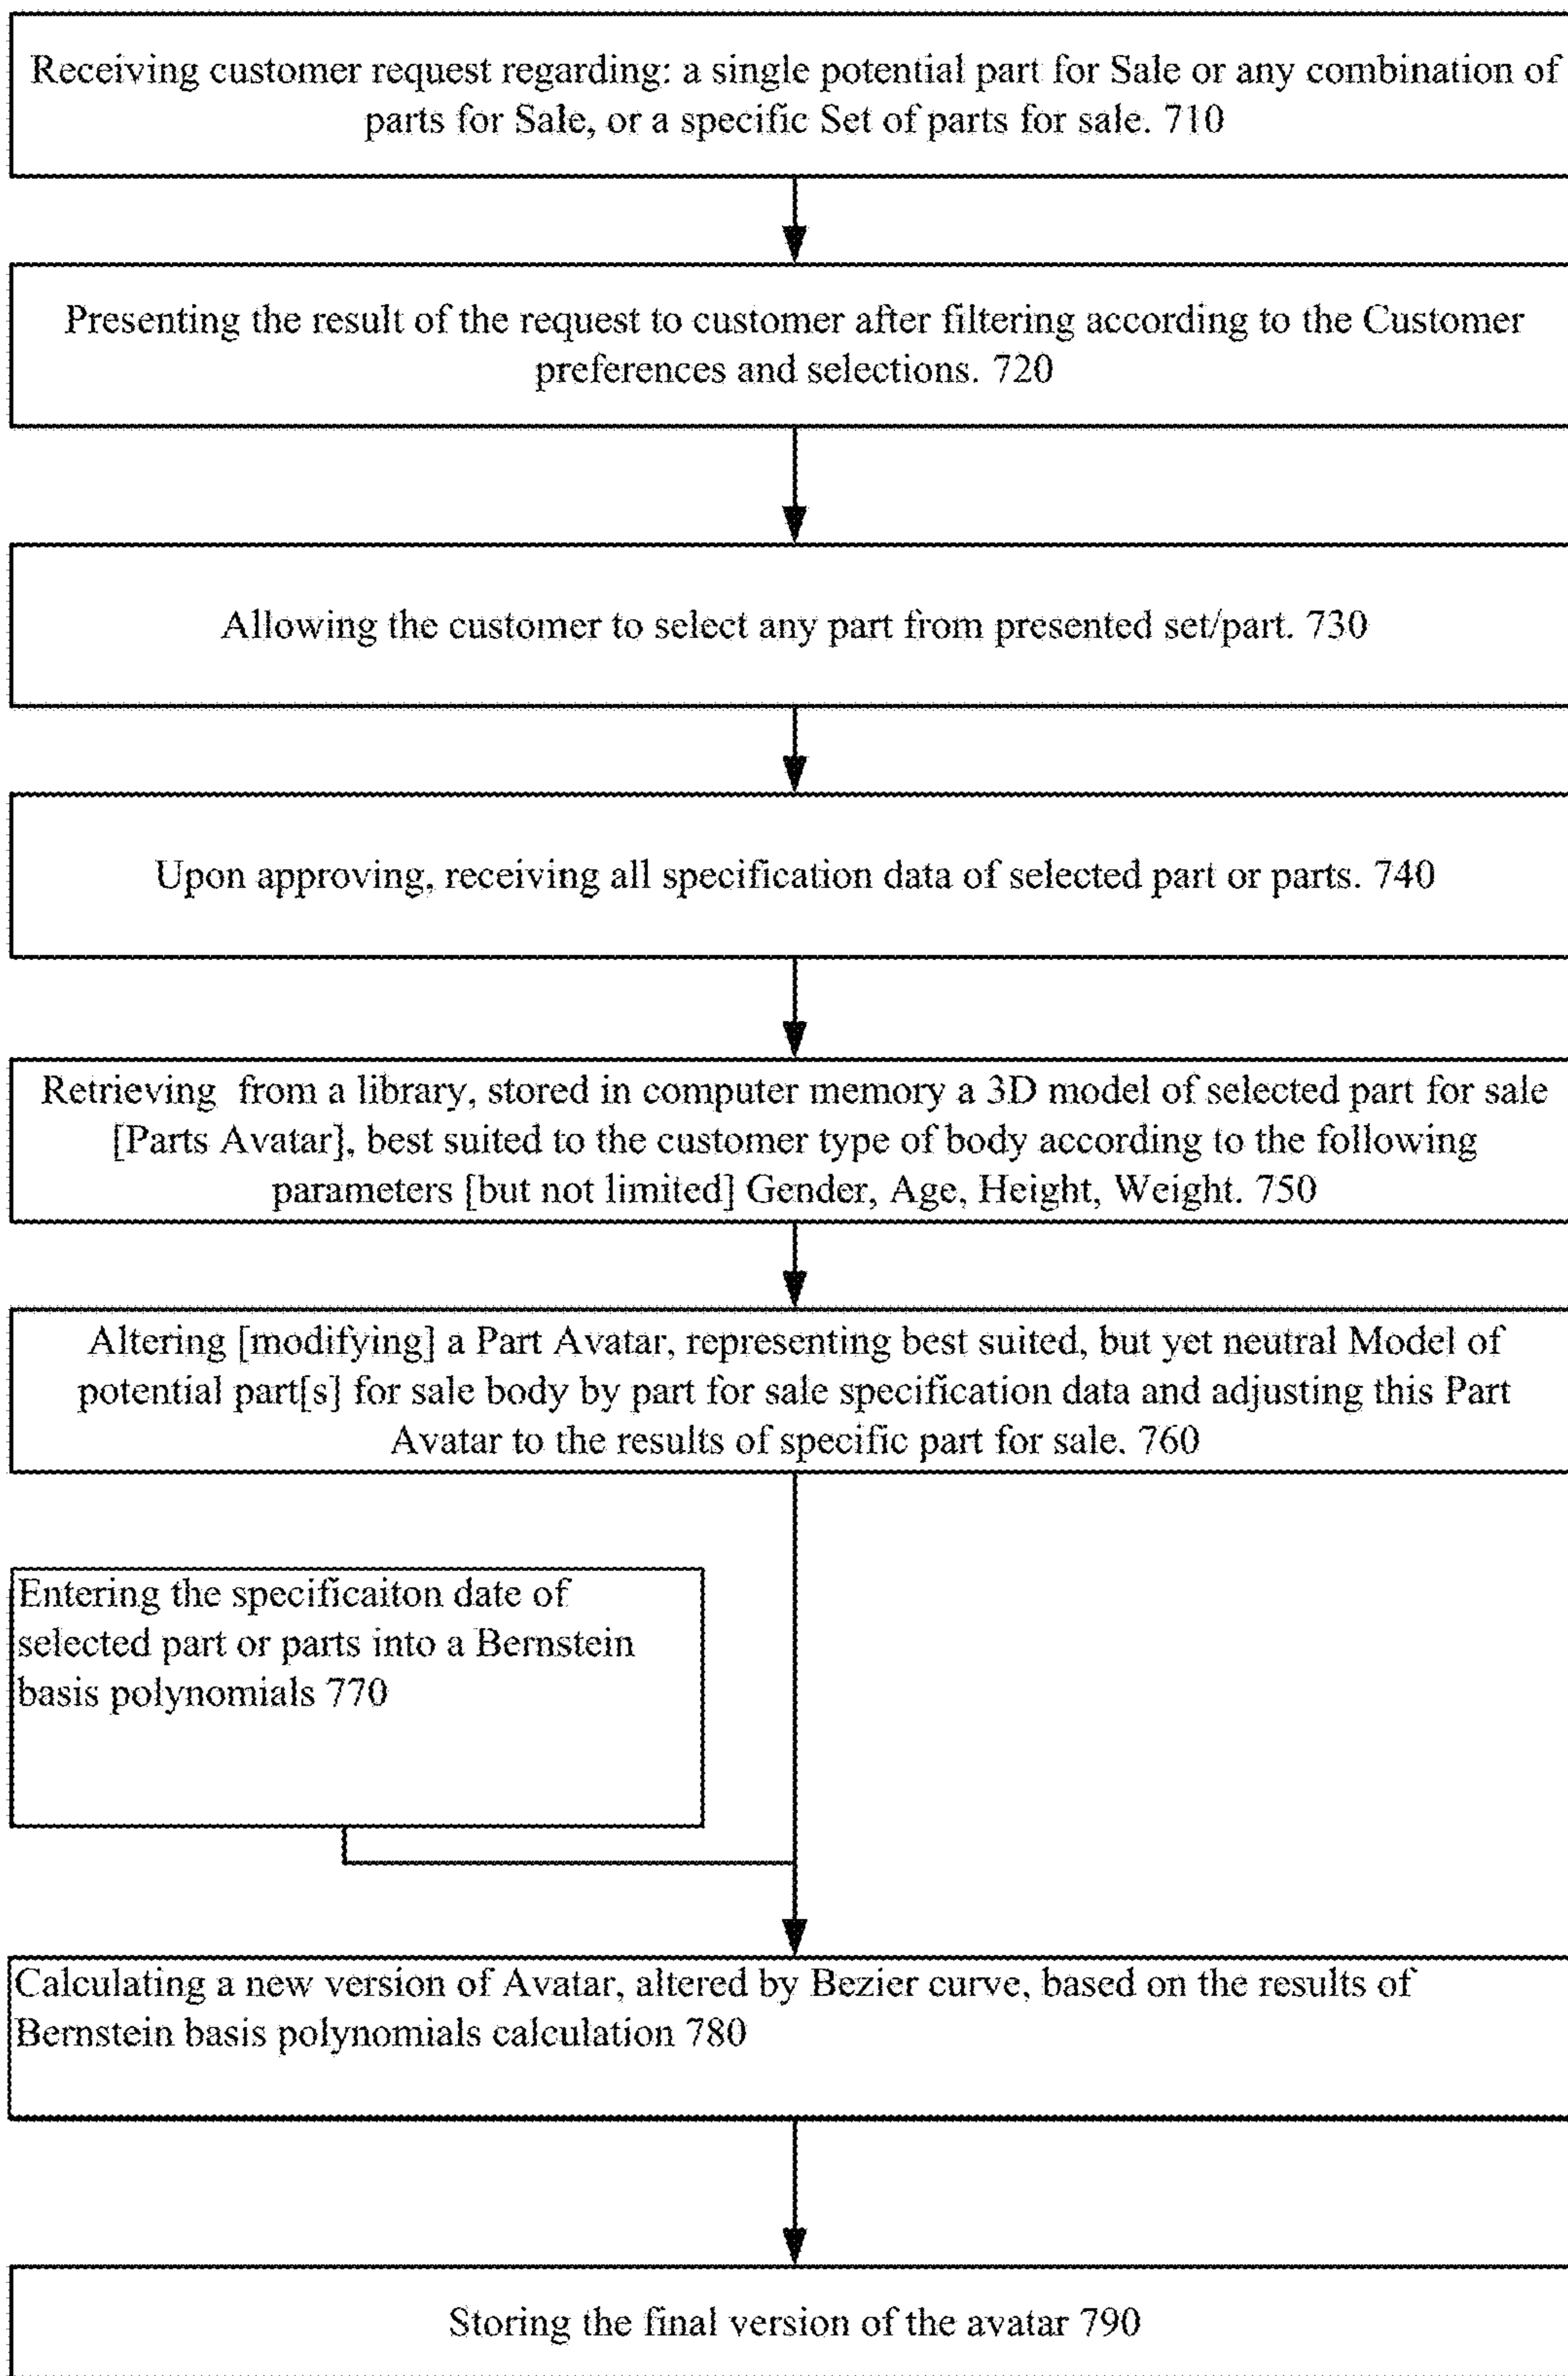 Receiving customer request regarding: a single potential part for Sale or any combination of
parts for Sale, or a specific Set of parts for sale. 710
Presenting the result of the request to customer after filtering according to the Customer
preferences and selections. 720
Allowing the customer to select any part from presented set/part. 730
Upon approving, receiving all specification data of selected part or parts. 740
Retrieving  from a library, stored in computer memory a 3D model of selected part for sale
[Parts Avatar], best suited to the customer type of body according to the following
parameters [but not limited] Gender, Age, Height, Weight. 750
Altering [modifying] a Part Avatar, representing best suited, but yet neutral Model of
potential part[s] for sale body by part for sale specification data and adjusting this Part
Avatar to the results of specific part for sale. 760
Entering the specificaiton date of
selected part or parts into a Bernstein
basis polynomials 770
Calculating a new version of Avatar, altered by Bezier curve, based on the results of
Bernstein basis polynomials calculation 780
Storing the final version of the avatar 790